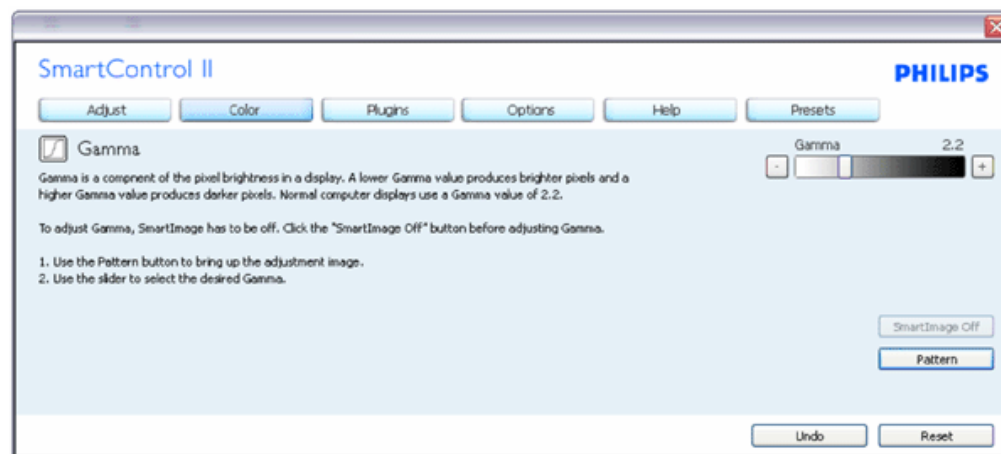 SmartControl II
PHILIPS
Adjust Color Plugins Options Help Presets
Gamma
Gamma 2.2
- +
Gamma is a compnent of the pixel brightness in a display. A lower Gamma value produces brighter pixels and a
higher Gamma value produces darker pixels. Normal computer displays use a Gamma value of 2.2.
To adjust Gamma, SmartImage has to be off. Click the "SmartImage Off" button before adjusting Gamma.
1. Use the Pattern button to bring up the adjustment image.
2. Use the slider to select the desired Gamma.
SmartImage Off
Pattern
Undo Reset